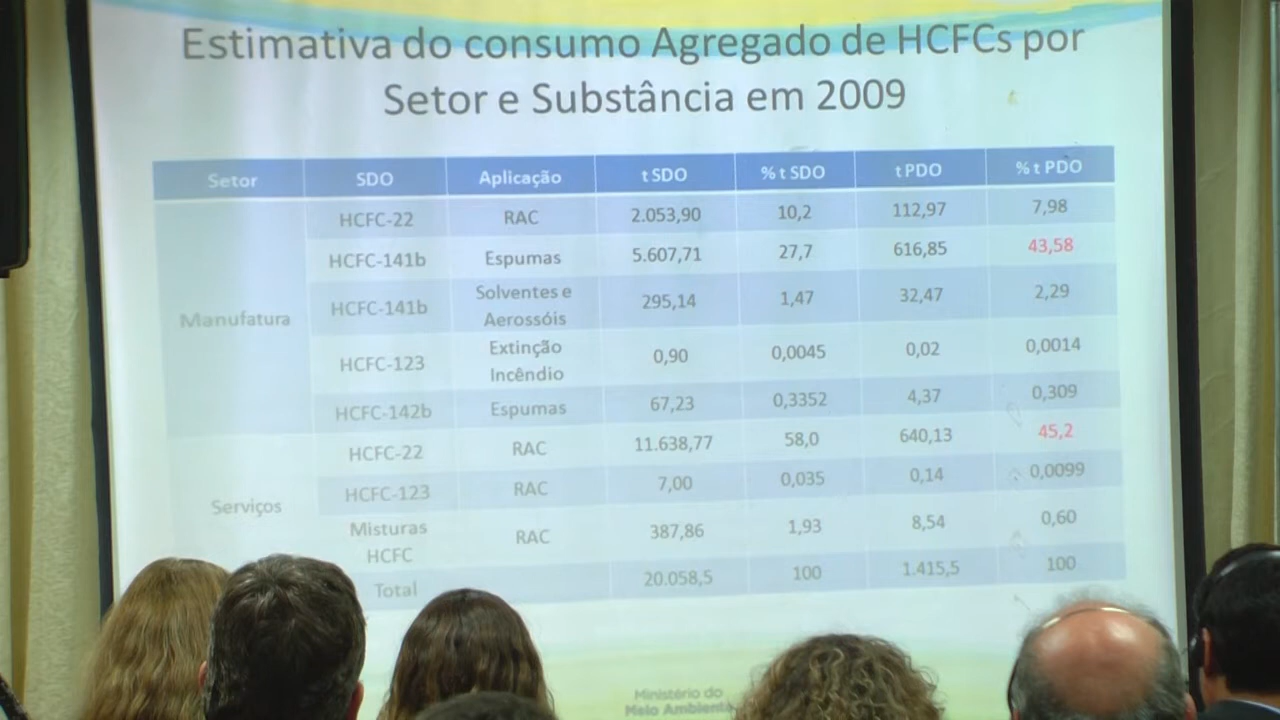 Estimativa do consumo Agregado de HCFCs por
Setor e Substância em 2009
Setor SDO Aplicação t SDO % t SDO t PDO % t PDO
Manufatura
HCFC-22 RAC 2.053,90 10,2 112,97 7,98
HCFC-141b Espumas 5.607,71 27,7 616,85 43,58
HCFC-141b Solventes e Aerossóis 295,14 1,47 32,47 2,29
HCFC-123 Extinção Incêndio 0,90 0,0045 0,02 0,0014
HCFC-142b Espumas 67,23 0,3352 4,37 0,309
Serviços
HCFC-22 RAC 11.638,77 58,0 640,13 45,2
HCFC-123 RAC 7,00 0,035 0,14 0,0099
Misturas HCFC RAC 387,86 1,93 8,54 0,60
Total 20.058,5 100 1.415,5 100
Ministério do
Meio Ambiente